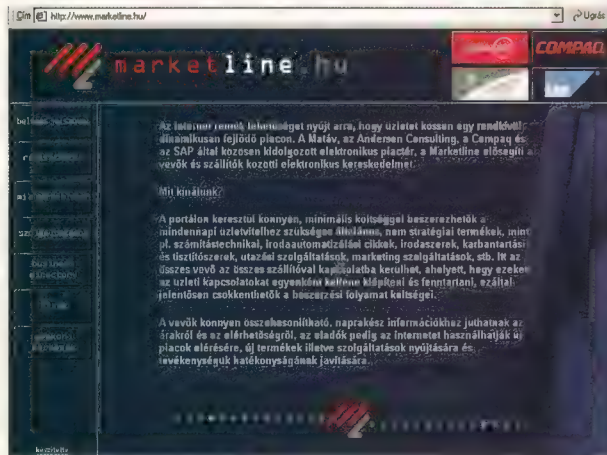 Cím http://www.marketline.hu/ Ugrás
marketline.hu
COMPAQ
Az internet remek lehetőséget nyújt arra, hogy üzletet kössön egy rendkívül
dinamikusan fejlődő piacon. A Matáv, az Andersen Consulting, a Compaq és
az SAP által közösen kidolgozott elektronikus piactér, a Marketline elősegíti a
vevők és szállítók közötti elektronikus kereskedelmet.
Mit kínálunk?
A portálon keresztül könnyen, minimális költséggel beszerezhetők a
mindennapi üzletvitelhez szükséges általános, nem stratégiai termékek, mint
pl. számítástechnikai, irodaautomatizálási cikkek, irodaszerek, karbantartási
és tisztítószerek, utazási szolgáltatások, marketing szolgáltatások, stb. Itt az
összes vevő az összes szállítóval kapcsolatba kerülhet, ahelyett, hogy ezeket
az üzleti kapcsolatokat egyenként kellene kiépíteni és fenntartani, ezáltal
jelentősen csökkenthetők a beszerzési folyamat költségei.
A vevők könnyen összehasonlítható, naprakész információkhoz juthatnak az
árakról és az elérhetőségről, az eladók pedig az internetet használhatják új
piacok elérésére, új termékek illetve szolgáltatások nyújtására és
tevékenységük hatékonyságának javítására.
business
directory